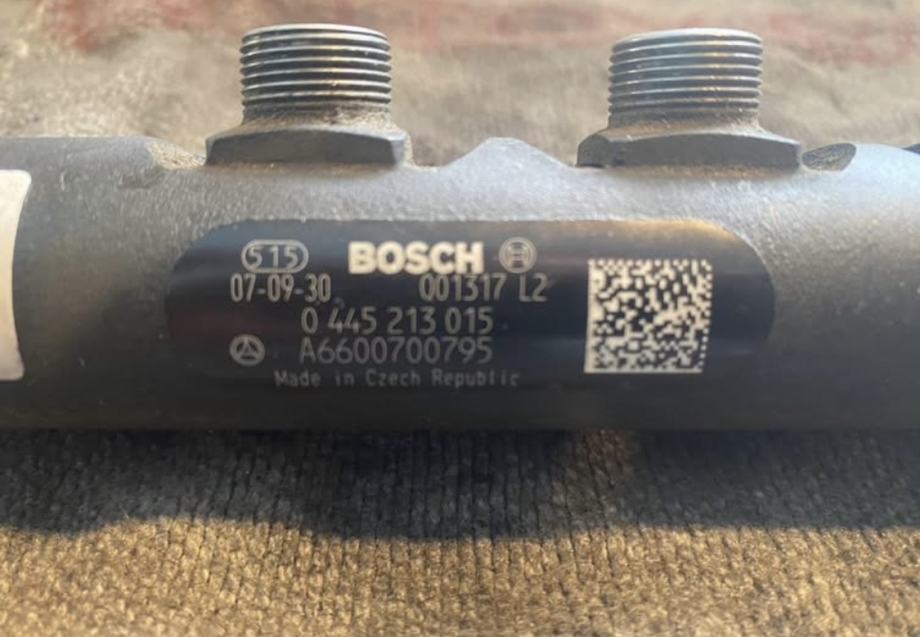 515 BOSCH
07-09-30 001317 L2
0 445 213 015
A6600700795
Made in Czech Republic